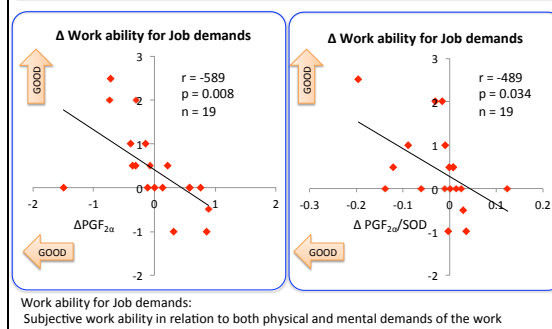 Δ Work ability for Job demands
GOOD
3
2
1
0
-1
-2
-2
-1
0
1
2
r = -589
p = 0.008
n = 19
ΔPGF2α
GOOD
Δ Work ability for Job demands
GOOD
3
2
1
0
-1
-2
-0.3
-0.2
-0.1
0
0.1
0.2
r = -489
p = 0.034
n = 19
Δ PGF2α/SOD
GOOD
Work ability for Job demands:
Subjective work ability in relation to both physical and mental demands of the work